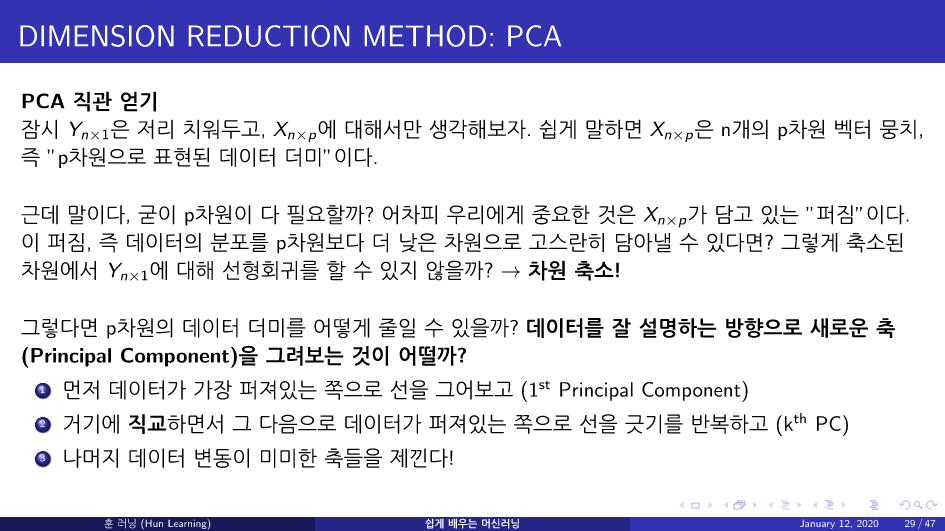 DIMENSION REDUCTION METHOD: PCA
PCA 직관 얻기
잠시 Yn×1은 저리 치워두고, Xn×p에 대해서만 생각해보자. 쉽게 말하면 Xn×p은 n개의 p차원 벡터 뭉치,
즉 "p차원으로 표현된 데이터 더미"이다.
근데 말이다, 굳이 p차원이 다 필요할까? 어차피 우리에게 중요한 것은 Xn×p가 담고 있는 "퍼짐"이다.
이 퍼짐, 즉 데이터의 분포를 p차원보다 더 낮은 차원으로 고스란히 담아낼 수 있다면? 그렇게 축소된
차원에서 Yn×1에 대해 선형회귀를 할 수 있지 않을까? → 차원 축소!
그렇다면 p차원의 데이터 더미를 어떻게 줄일 수 있을까? 데이터를 잘 설명하는 방향으로 새로운 축
(Principal Component)을 그려보는 것이 어떨까?
1 먼저 데이터가 가장 퍼져있는 쪽으로 선을 그어보고 (1st Principal Component)
2 거기에 직교하면서 그 다음으로 데이터가 퍼져있는 쪽으로 선을 긋기를 반복하고 (kth PC)
3 나머지 데이터 변동이 미미한 축들을 제낀다!
훈 러닝 (Hun Learning) 쉽게 배우는 머신러닝 January 12, 2020 29 / 47